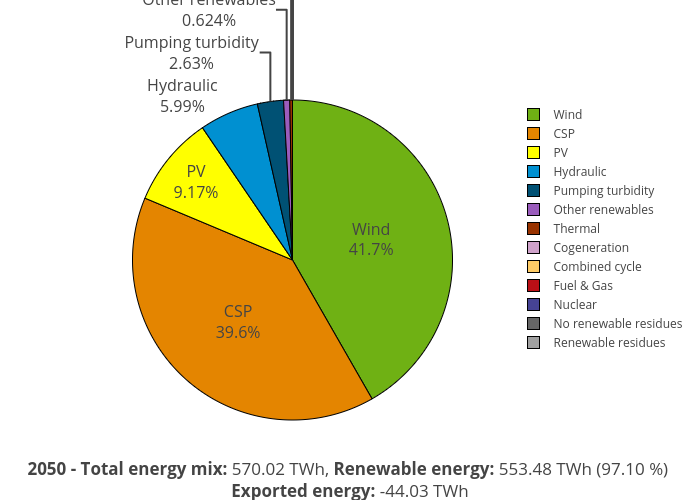 Other renewables
0.624%
Pumping turbidity
2.63%
Hydraulic
5.99%
PV
9.17%
Wind
41.7%
CSP
39.6%
Wind
CSP
PV
Hydraulic
Pumping turbidity
Other renewables
Thermal
Cogeneration
Combined cycle
Fuel & Gas
Nuclear
No renewable residues
Renewable residues
2050 - Total energy mix: 570.02 TWh, Renewable energy: 553.48 TWh (97.10 %)
Exported energy: -44.03 TWh